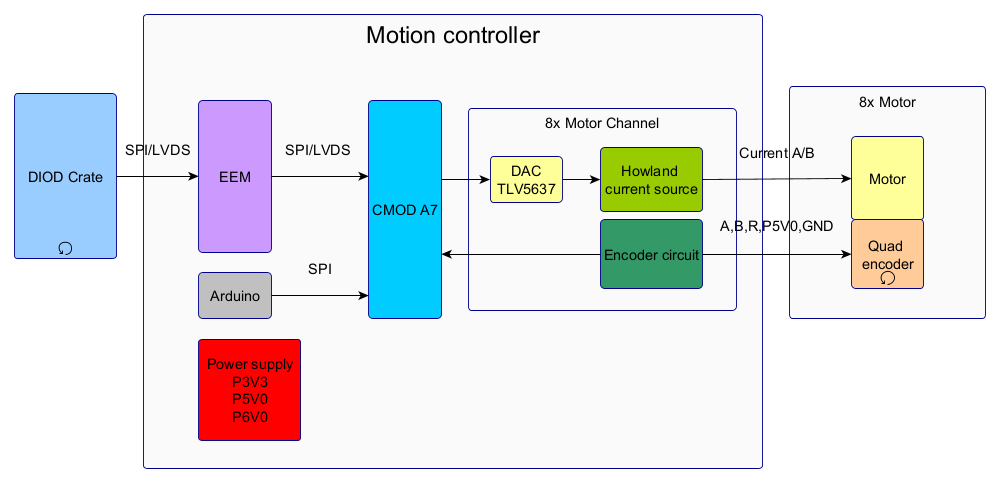 Motion controller
DIOD Crate
SPI/LVDS
EEM
SPI/LVDS
CMOD A7
Arduino
SPI
Power supply
P3V3
P5V0
P6V0
8x Motor Channel
DAC
TLV5637
Howland
current source
Encoder circuit
Current A/B
A,B,R,P5V0,GND
8x Motor
Motor
Quad
encoder